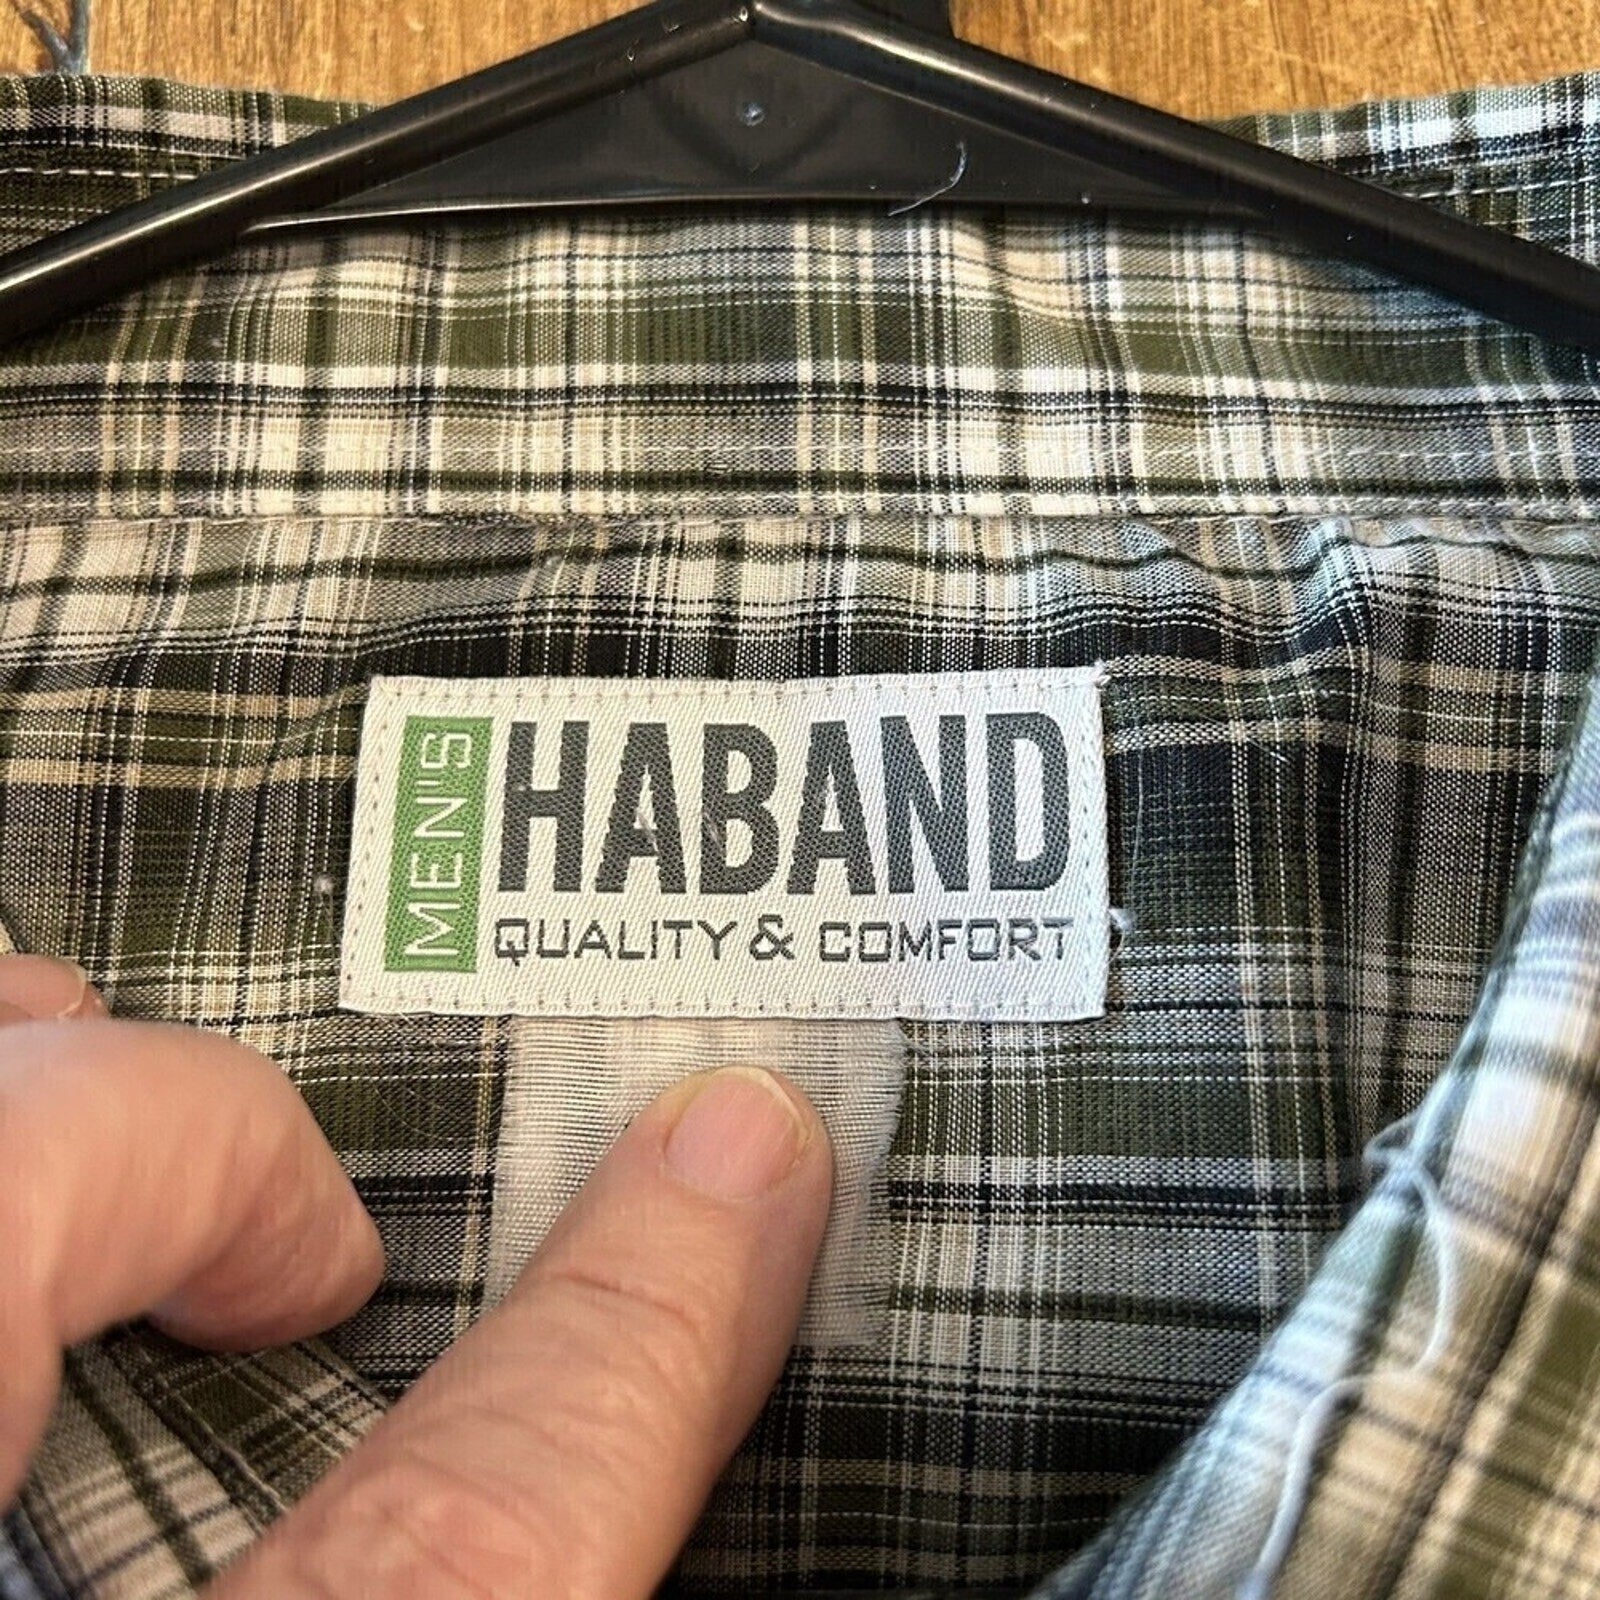 MEN'S
HABAND
QUALITY & COMFORT